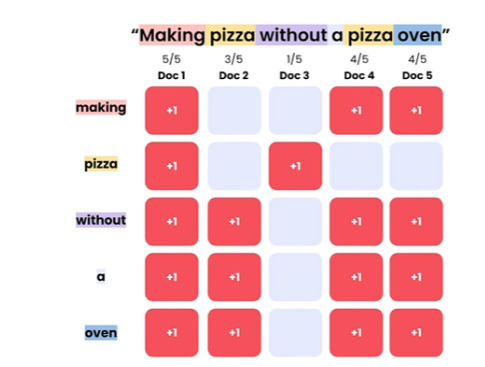 “Making pizza without a pizza oven”
5/5 3/5 1/5 4/5 4/5
Doc 1 Doc 2 Doc 3 Doc 4 Doc 5
making +1 +1 +1
pizza +1 +1
without +1 +1 +1 +1
a +1 +1 +1 +1
oven +1 +1 +1 +1